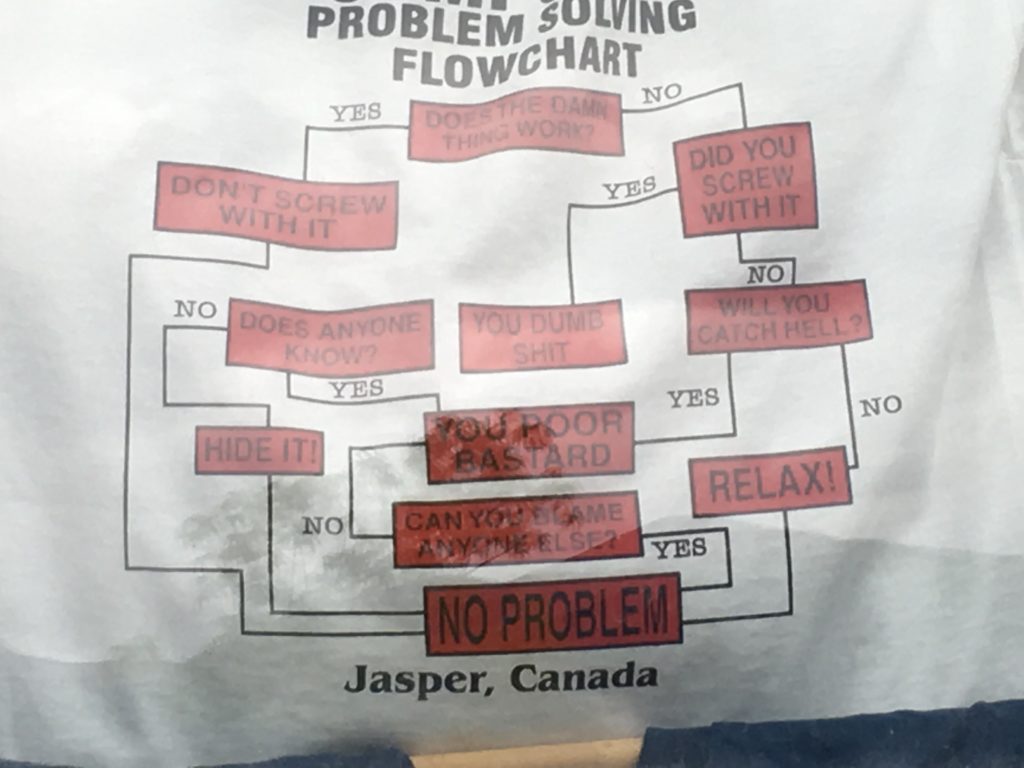 PROBLEM SOLVING
FLOWCHART
YES
DOES THE DAMN
THING WORK?
NO
DON'T SCREW
WITH IT
YES
DID YOU
SCREW
WITH IT
NO
NO
DOES ANYONE
KNOW?
YOU DUMB
SHIT
WILL YOU
CATCH HELL?
YES
YES
NO
HIDE IT!
YOU POOR
BASTARD
RELAX!
NO
CAN YOU BLAME
ANYONE ELSE?
YES
NO PROBLEM
Jasper, Canada